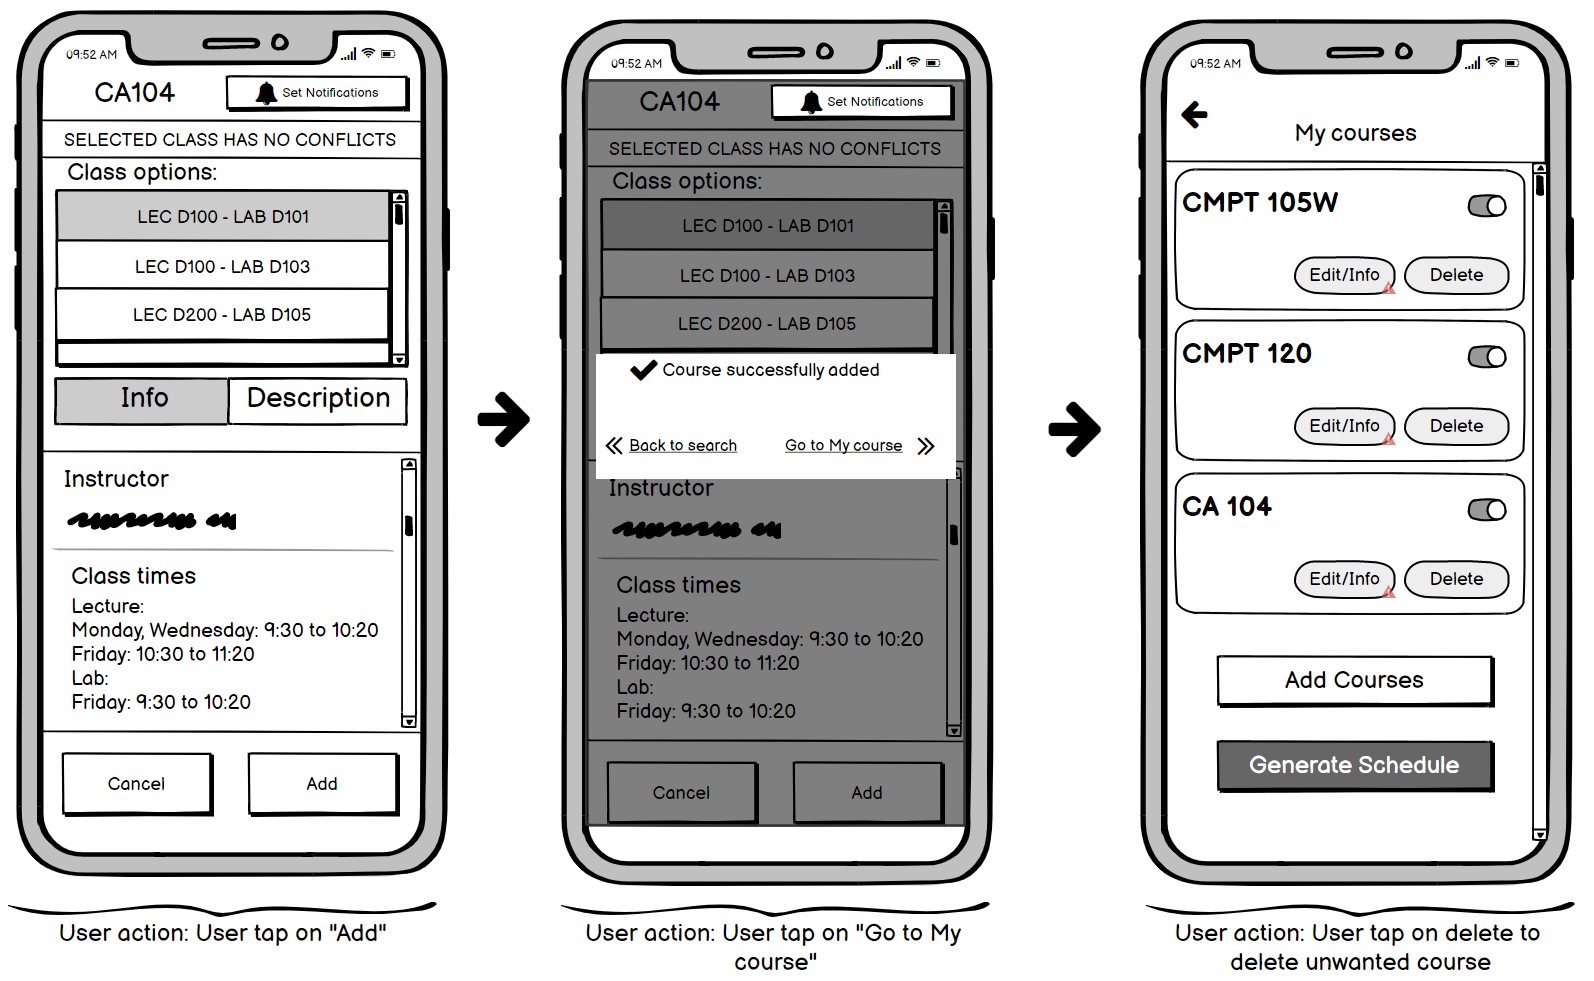 09:52 AM
CA104
Set Notifications
SELECTED CLASS HAS NO CONFLICTS
Class options:
LEC D100 - LAB D101
LEC D100 - LAB D103
LEC D200 - LAB D105
Info
Description
Instructor
Class times
Lecture:
Monday, Wednesday: 9:30 to 10:20
Friday: 10:30 to 11:20
Lab:
Friday: 9:30 to 10:20
Cancel
Add
User action: User tap on "Add"
09:52 AM
CA104
Set Notifications
SELECTED CLASS HAS NO CONFLICTS
Class options:
LEC D100 - LAB D101
LEC D100 - LAB D103
LEC D200 - LAB D105
Course successfully added
Back to search
Go to My course
Instructor
Class times
Lecture:
Monday, Wednesday: 9:30 to 10:20
Friday: 10:30 to 11:20
Lab:
Friday: 9:30 to 10:20
Cancel
Add
User action: User tap on "Go to My
course"
09:52 AM
My courses
CMPT 105W
Edit/Info
Delete
CMPT 120
Edit/Info
Delete
CA 104
Edit/Info
Delete
Add Courses
Generate Schedule
User action: User tap on delete to
delete unwanted course